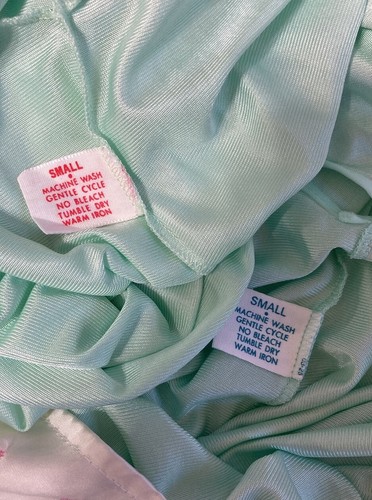 SMALL
•
MACHINE WASH
GENTLE CYCLE
NO BLEACH
TUMBLE DRY
WARM IRON
SMALL
•
MACHINE WASH
GENTLE CYCLE
NO BLEACH
TUMBLE DRY
WARM IRON